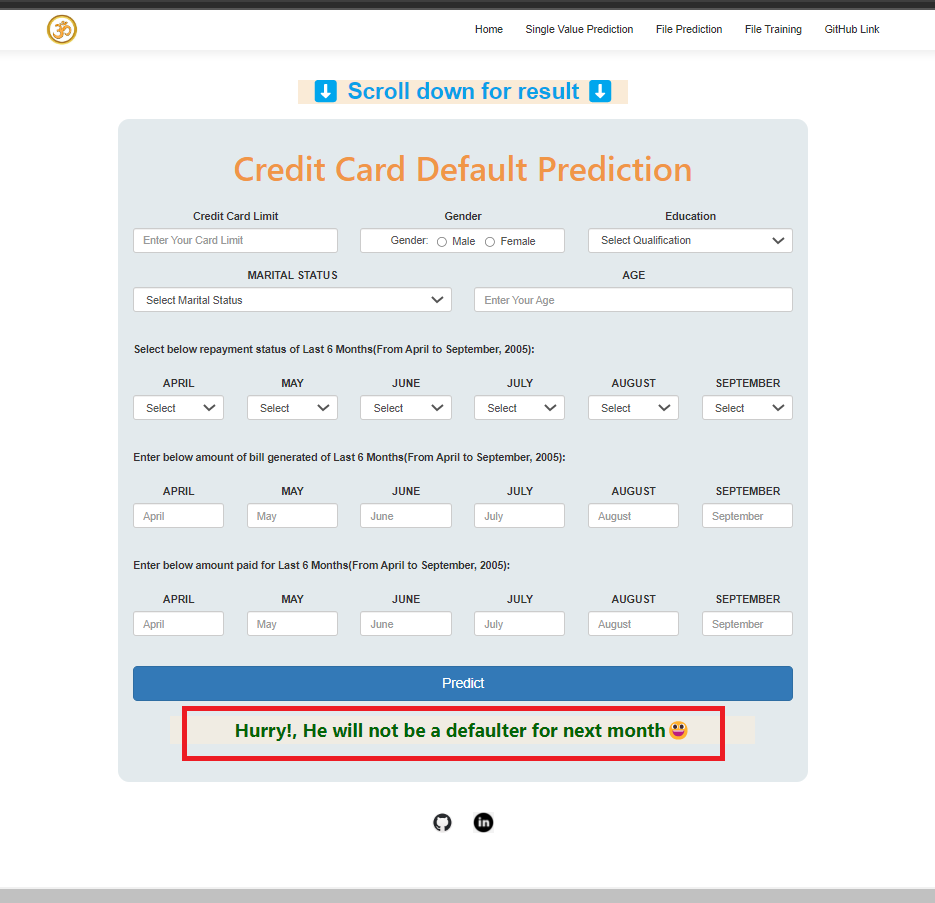 ॐ
Home Single Value Prediction File Prediction File Training GitHub Link
⬇ Scroll down for result ⬇
Credit Card Default Prediction
Credit Card Limit Gender Education
Enter Your Card Limit Gender: Male Female Select Qualification
MARITAL STATUS AGE
Select Marital Status Enter Your Age
Select below repayment status of Last 6 Months(From April to September, 2005):
APRIL MAY JUNE JULY AUGUST SEPTEMBER
Select Select Select Select Select Select
Enter below amount of bill generated of Last 6 Months(From April to September, 2005):
APRIL MAY JUNE JULY AUGUST SEPTEMBER
April May June July August September
Enter below amount paid for Last 6 Months(From April to September, 2005):
APRIL MAY JUNE JULY AUGUST SEPTEMBER
April May June July August September
Predict
Hurry!, He will not be a defaulter for next month😃
in